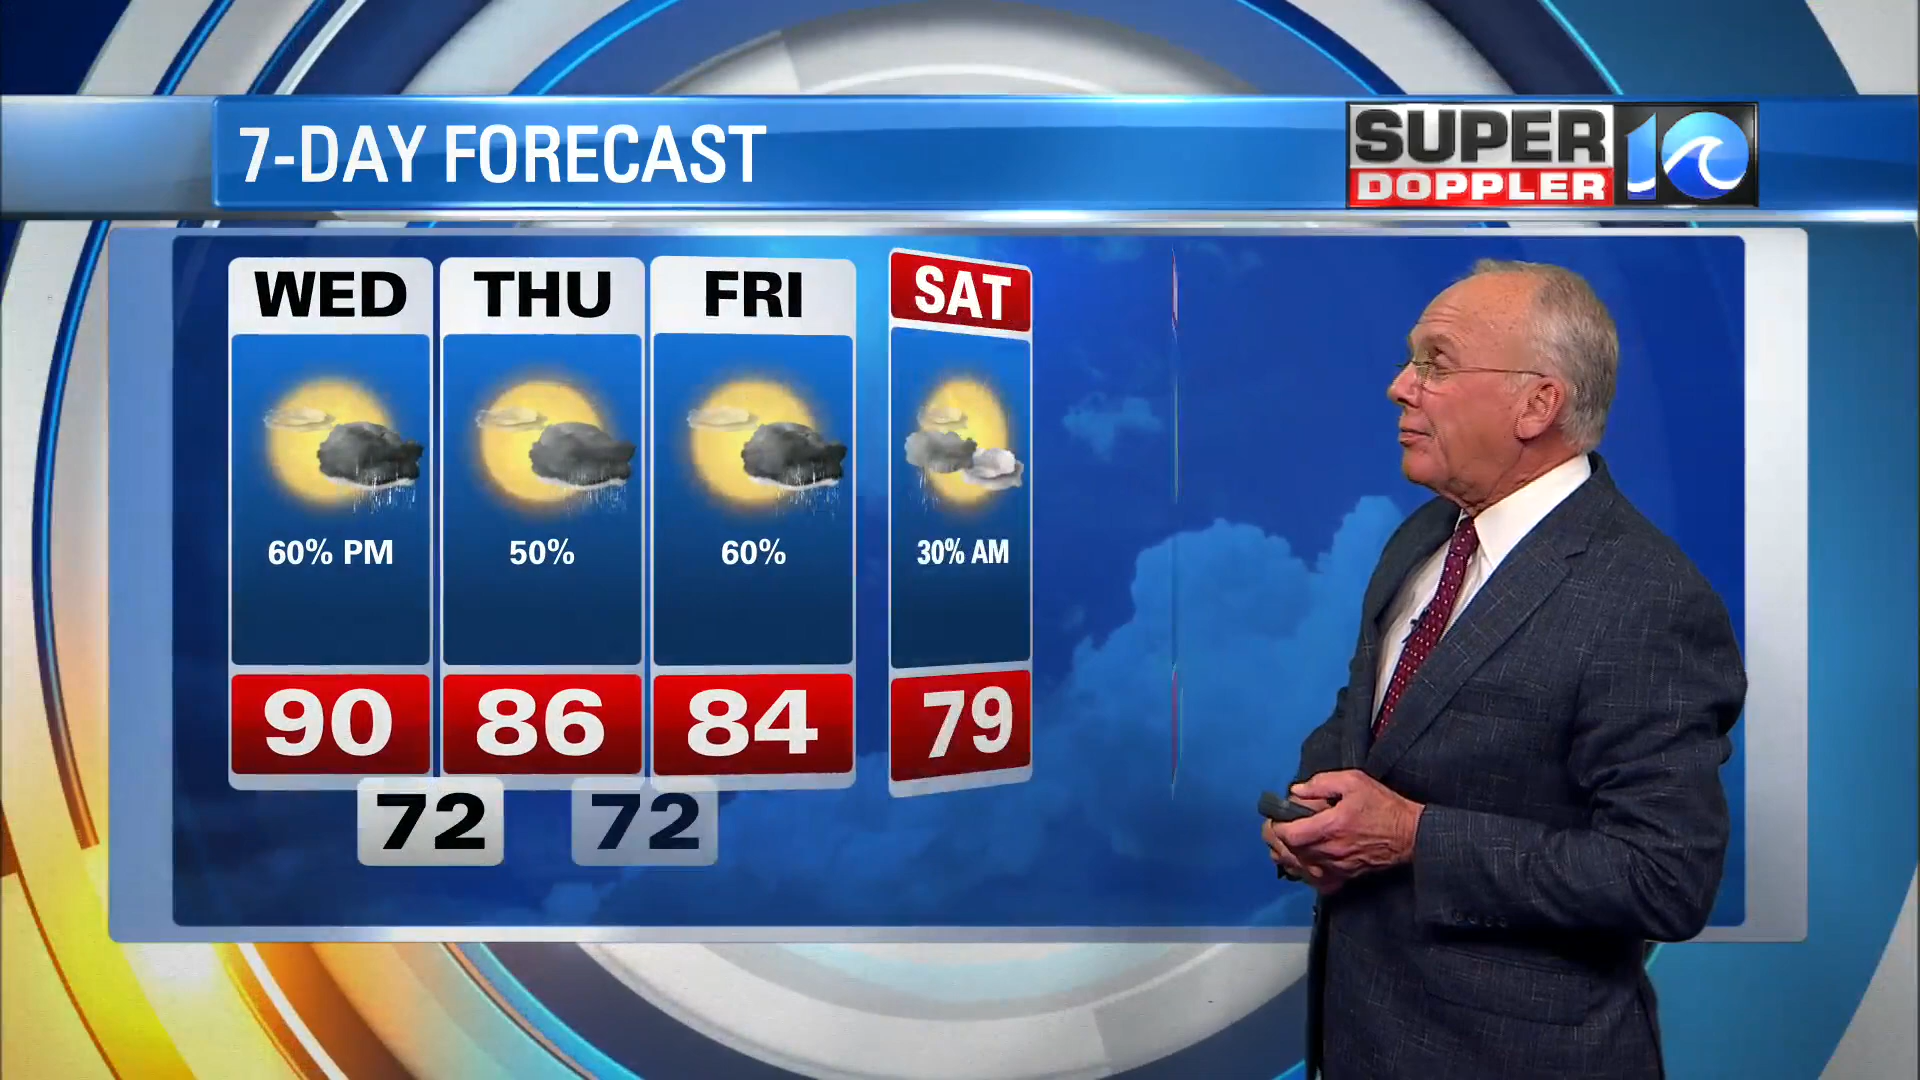 7-DAY FORECAST
SUPER
DOPPLER
10
WED THU FRI SAT
60% PM 50% 60% 30% AM
90 86 84 79
72 72